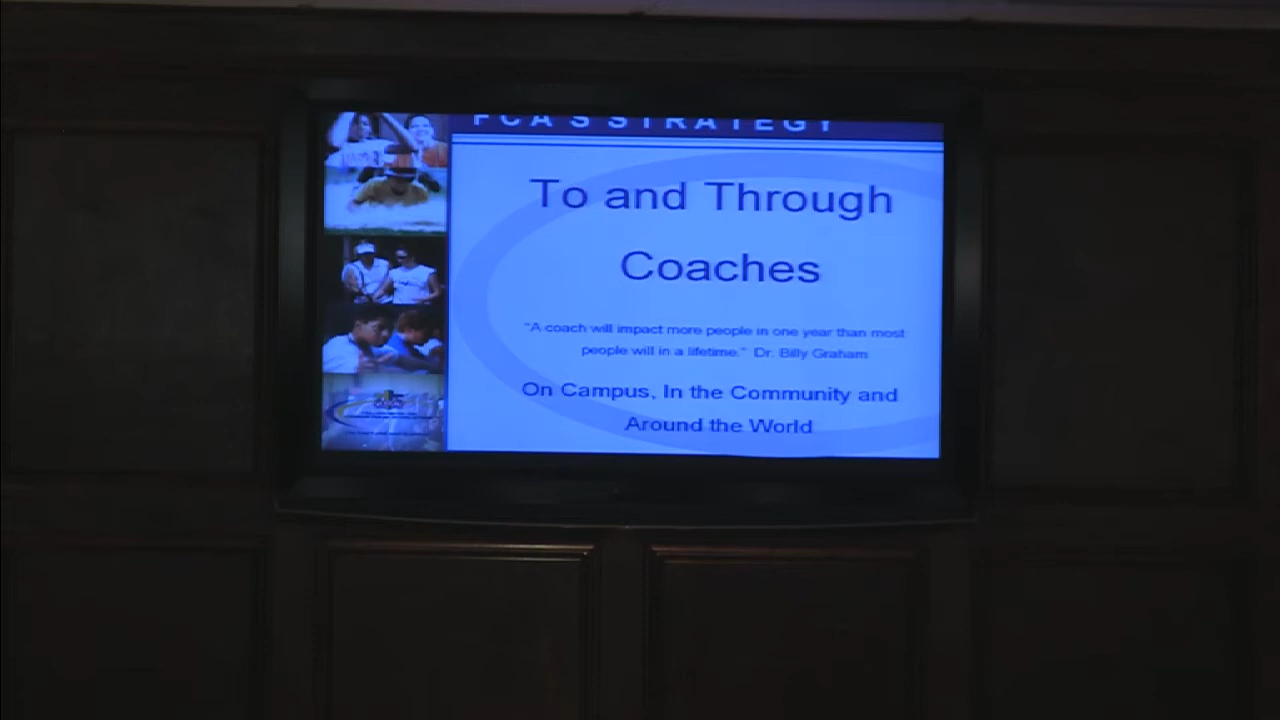 FCA'S STRATEGY
To and Through
Coaches
"A coach will impact more people in one year than most
people will in a lifetime." Dr. Billy Graham
On Campus, In the Community and
Around the World